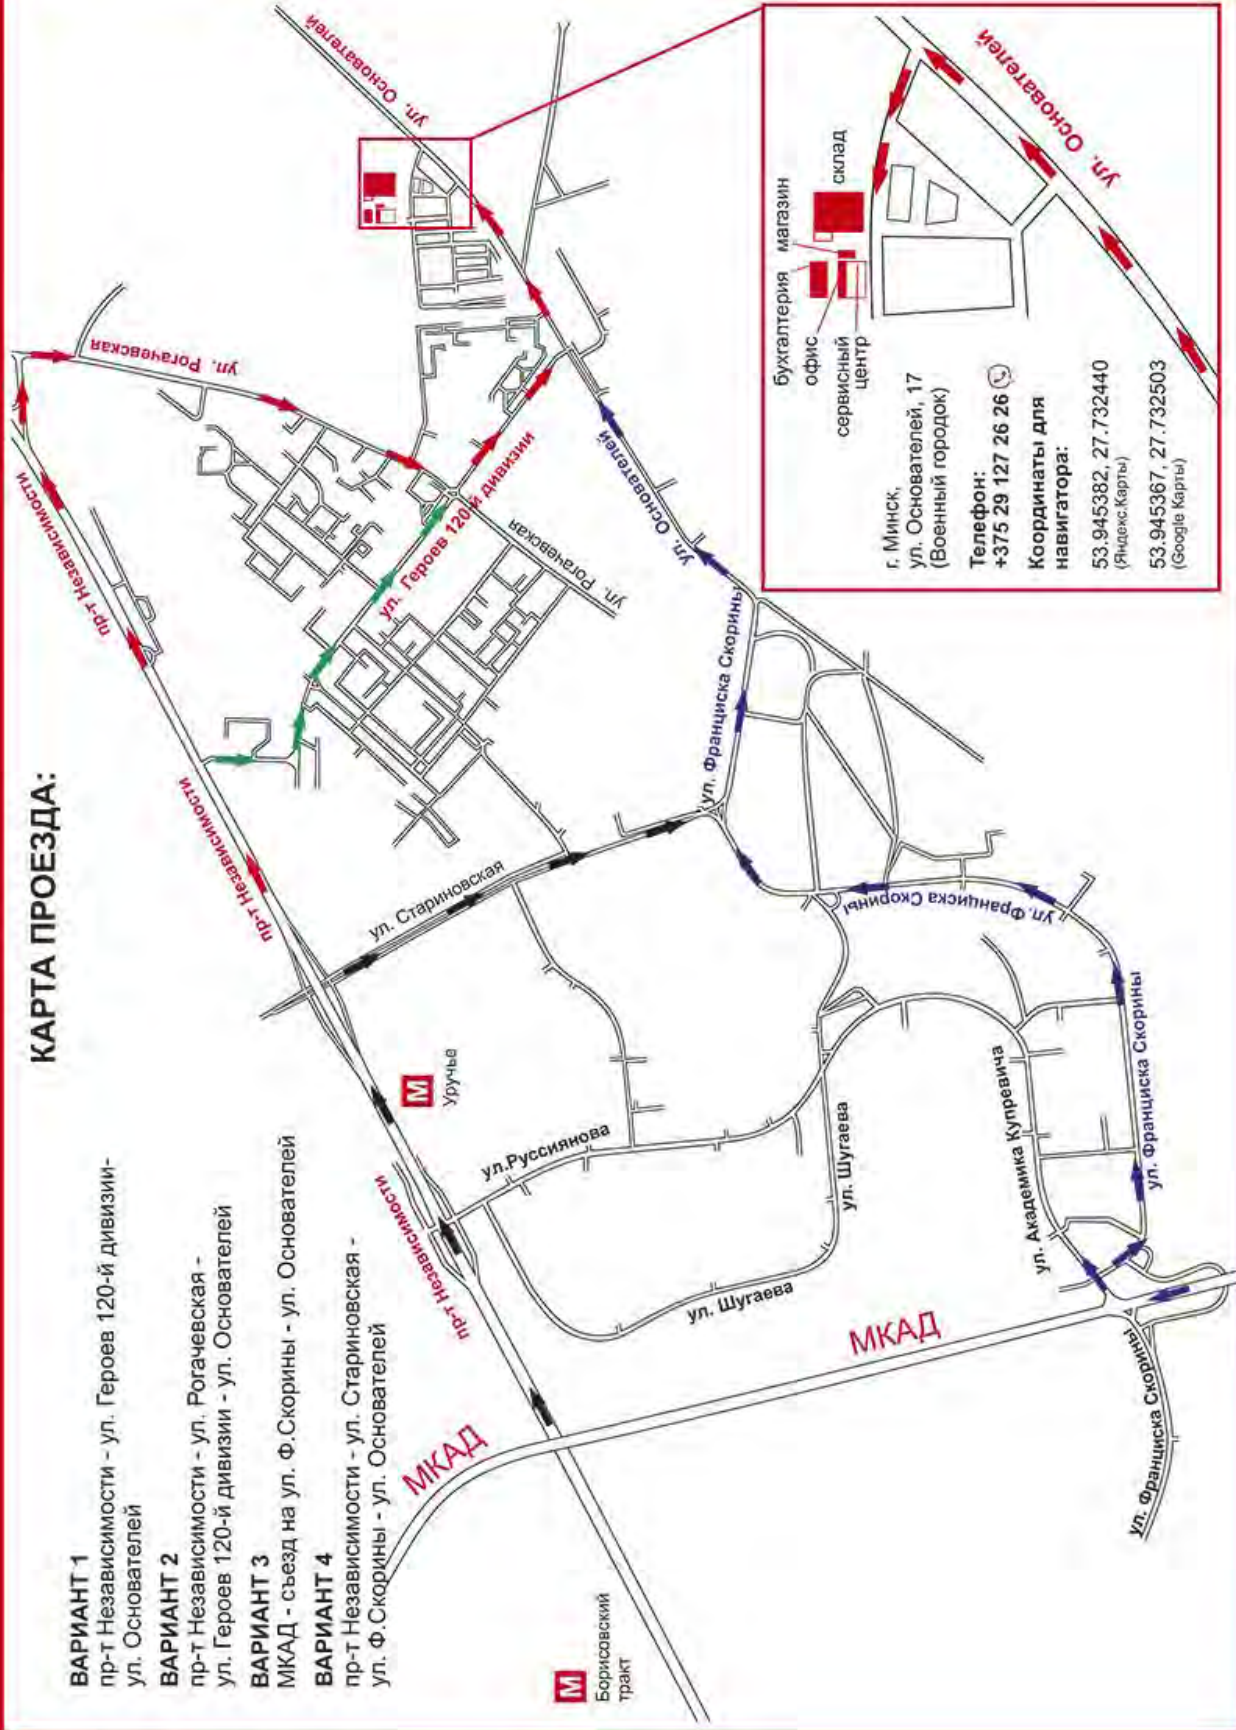 КАРТА ПРОЕЗДА:
ВАРИАНТ 1
пр-т Независимости - ул. Героев 120-й дивизии-
ул. Основателей
ВАРИАНТ 2
пр-т Независимости - ул. Рогачевская -
ул. Героев 120-й дивизии - ул. Основателей
ВАРИАНТ 3
МКАД - съезд на ул. Ф.Скорины - ул. Основателей
ВАРИАНТ 4
пр-т Независимости - ул. Стариновская -
ул. Ф.Скорины - ул. Основателей
М
Борисовский
тракт
МКАД
МКАД
пр-т Независимости
М
Уручье
пр-т Независимости
пр-т Независимости
пр-т Независимости
ул. Рогачевская
ул. Героев 120-й дивизии
ул. Рогачевская
ул. Основателей
ул. Основателей
ул. Стариновская
ул. Франциска Скорины
ул.Франциска Скорины
ул. Франциска Скорины
ул. Франциска Скорины
ул.Руссиянова
ул. Шугаева
ул. Шугаева
ул. Академика Купревича
бухгалтерия
магазин
офис
склад
сервисный
центр
ул. Основателей
ул. Основателей
г. Минск,
ул. Основателей, 17
(Военный городок)
Телефон:
+375 29 127 26 26
Координаты для
навигатора:
53.945382, 27.732440
(Яндекс.Карты)
53.945367, 27.732503
(Google Карты)